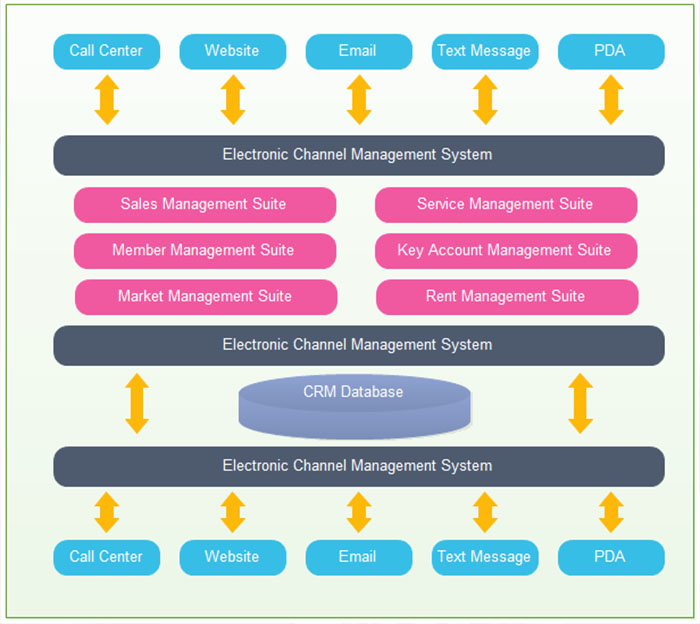 Call Center
Website
Email
Text Message
PDA
Electronic Channel Management System
Sales Management Suite
Service Management Suite
Member Management Suite
Key Account Management Suite
Market Management Suite
Rent Management Suite
Electronic Channel Management System
CRM Database
Electronic Channel Management System
Call Center
Website
Email
Text Message
PDA